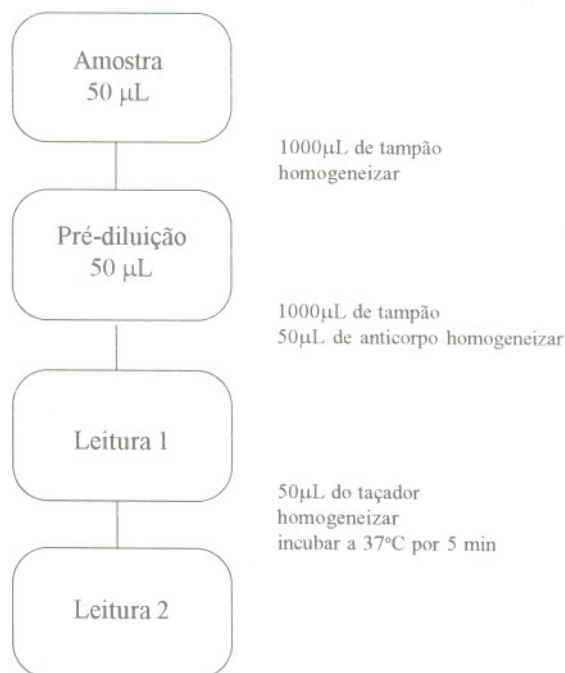 Amostra
50 µL
1000µL de tampão
homogeneizar
Pré-diluição
50 µL
1000µL de tampão
50µL de anticorpo homogeneizar
Leitura 1
50µL do taçador
homogeneizar
incubar a 37ºC por 5 min
Leitura 2